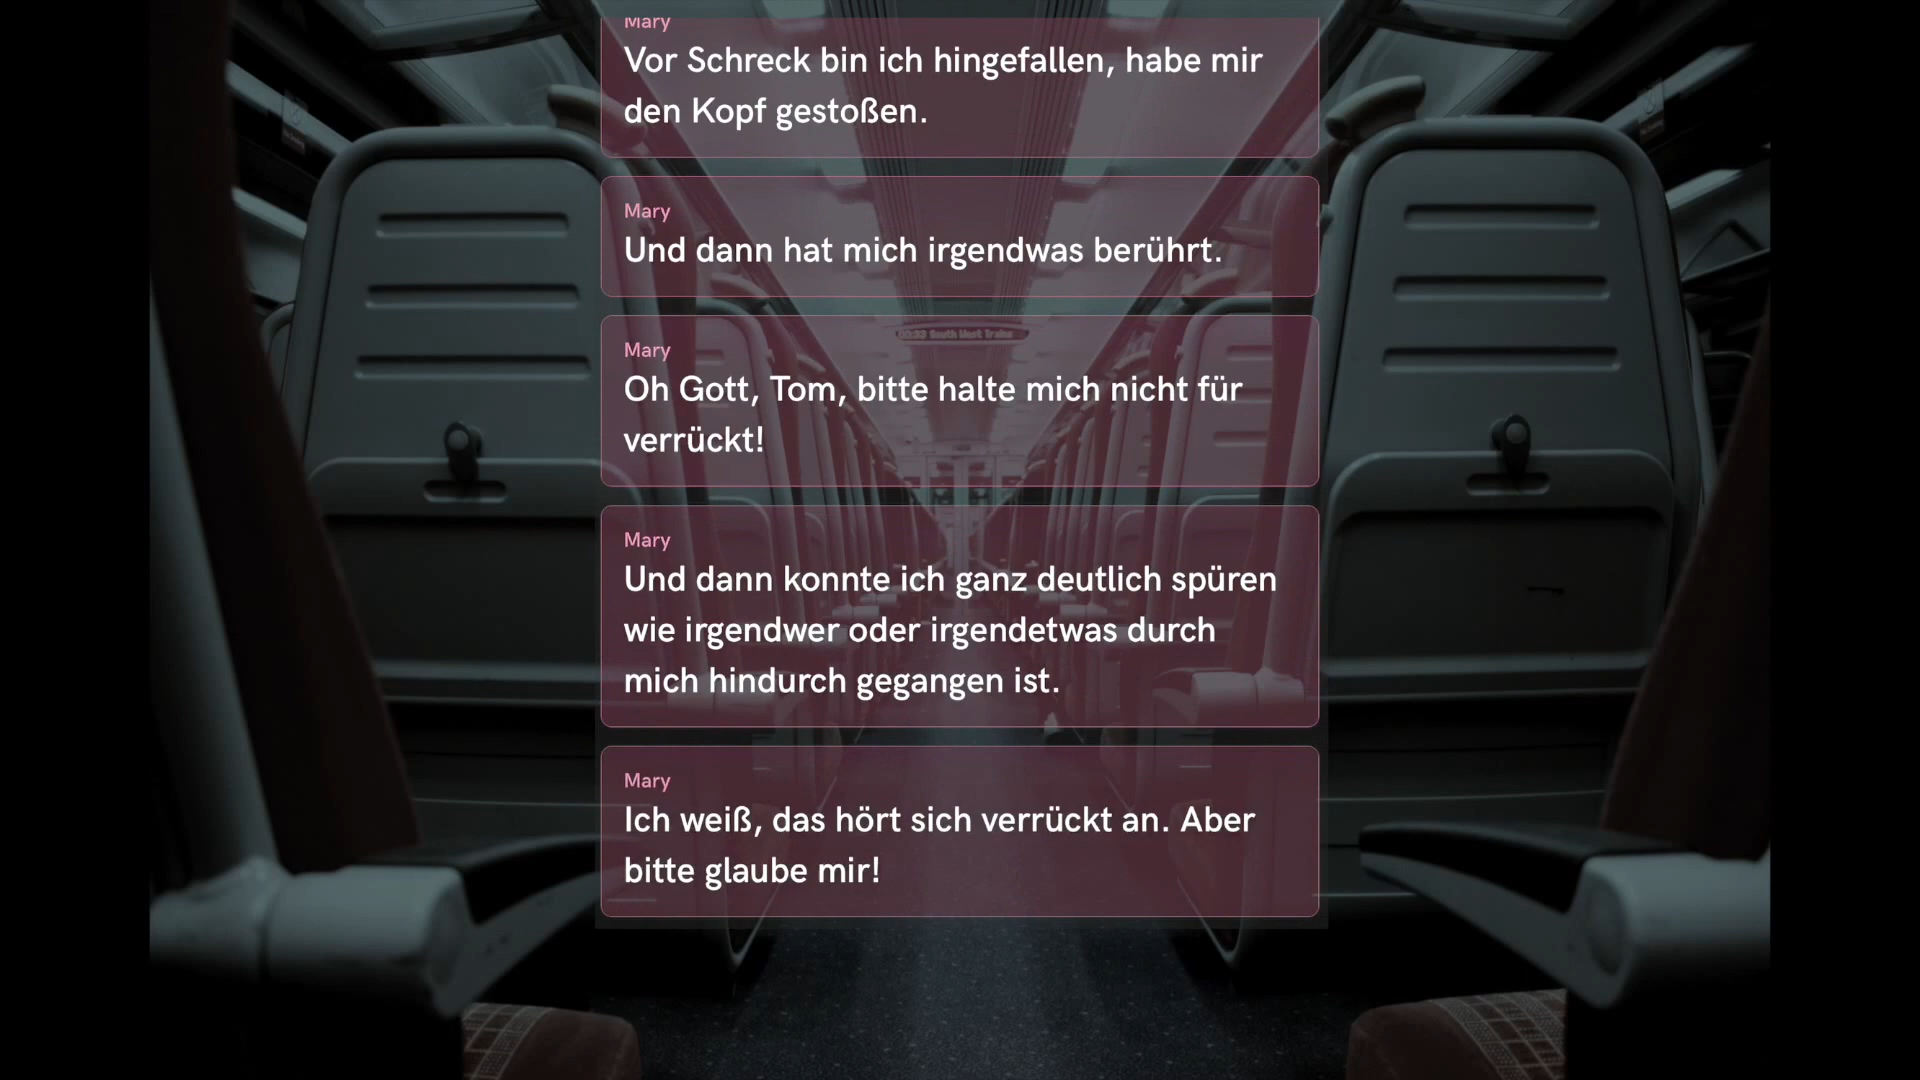 Mary
Vor Schreck bin ich hingefallen, habe mir
den Kopf gestoßen.
Mary
Und dann hat mich irgendwas berührt.
South West Trains
Mary
Oh Gott, Tom, bitte halte mich nicht für
verrückt!
Mary
Und dann konnte ich ganz deutlich spüren
wie irgendwer oder irgendetwas durch
mich hindurch gegangen ist.
Mary
Ich weiß, das hört sich verrückt an. Aber
bitte glaube mir!